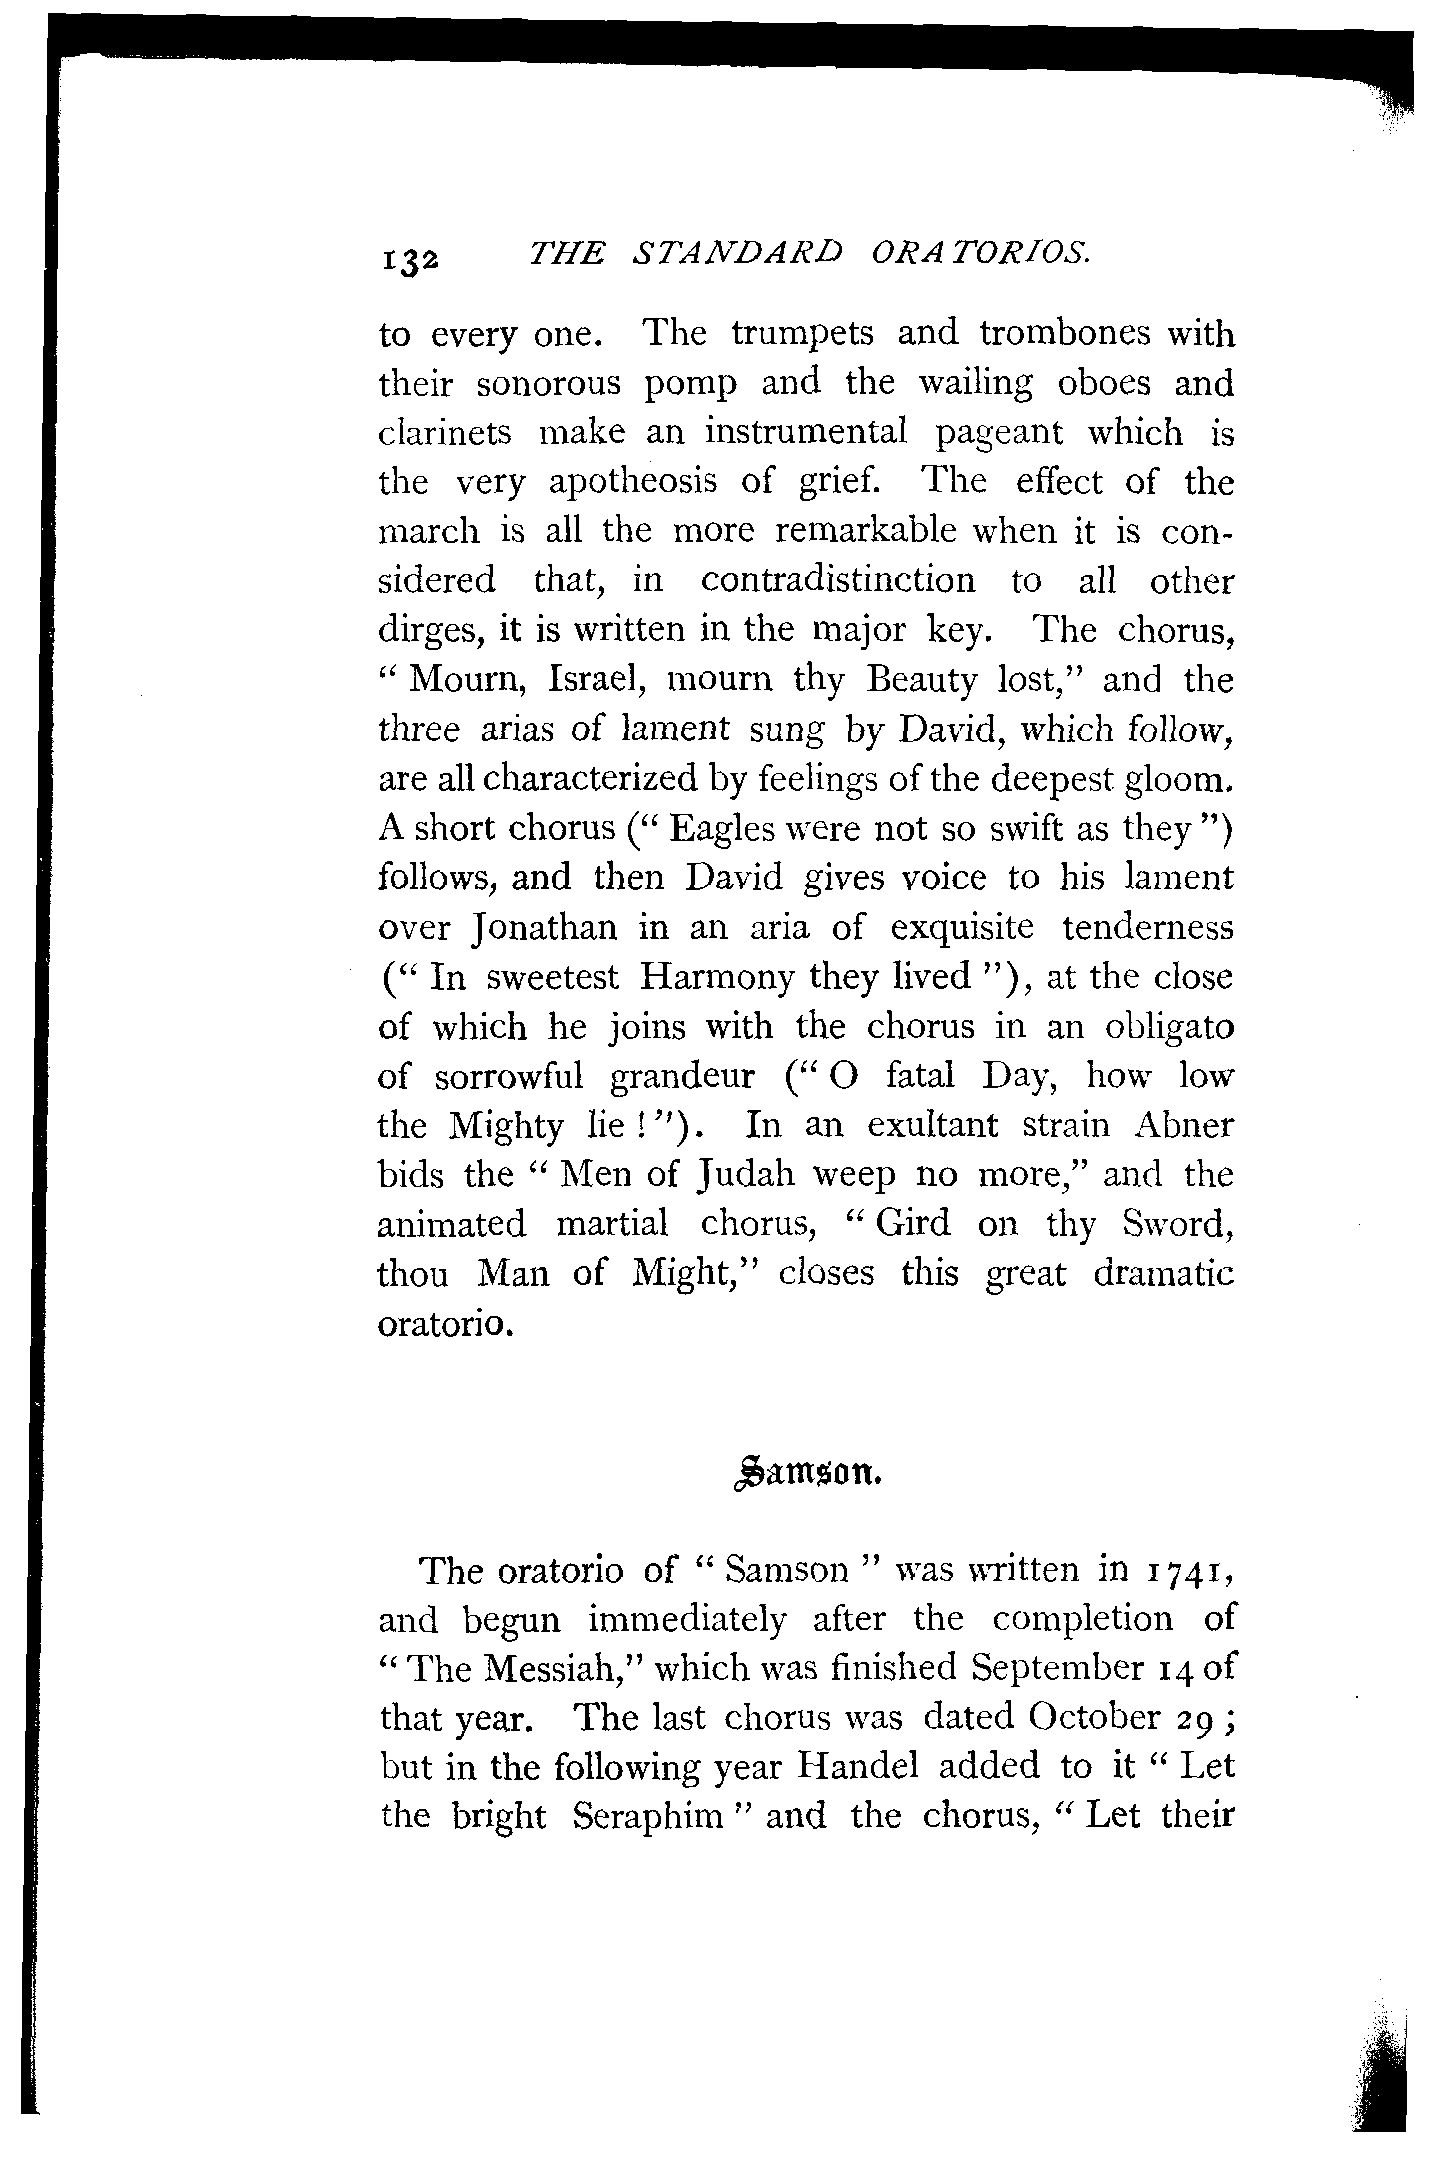 132 THE STANDARD ORATORIOS.
to every one. The trumpets and trombones with
their sonorous pomp and the wailing oboes and
clarinets make an instrumental pageant which is
the very apotheosis of grief. The effect of the
march is all the more remarkable when it is con-
sidered that, in contradistinction to all other
dirges, it is written in the major key. The chorus,
“ Mourn, Israel, mourn thy Beauty lost,” and the
three arias of lament sung by David, which follow,
are all characterized by feelings of the deepest gloom.
A short chorus (“ Eagles were not so swift as they ”)
follows, and then David gives voice to his lament
over Jonathan in an aria of exquisite tenderness
(“ In sweetest Harmony they lived ”), at the close
of which he joins with the chorus in an obligato
of sorrowful grandeur (“ O fatal Day, how low
the Mighty lie ! ”). In an exultant strain Abner
bids the “ Men of Judah weep no more,” and the
animated martial chorus, “ Gird on thy Sword,
thou Man of Might,” closes this great dramatic
oratorio.
Samson.
The oratorio of “ Samson ” was written in 1741,
and begun immediately after the completion of
“ The Messiah,” which was finished September 14 of
that year. The last chorus was dated October 29 ;
but in the following year Handel added to it “ Let
the bright Seraphim ” and the chorus, “ Let their